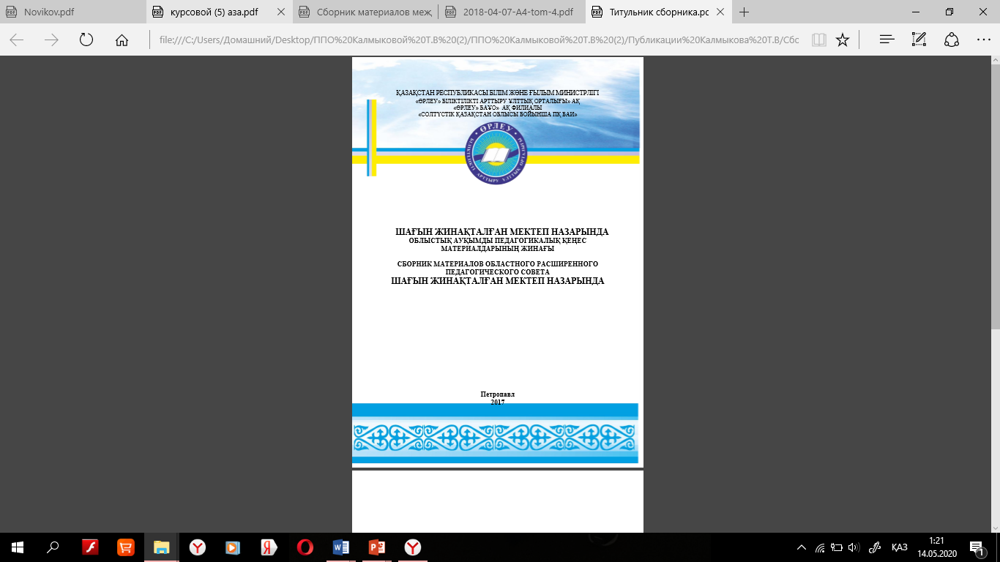 Novikov.pdf
курсовой (5) аза.pdf
Сборник материалов меж
2018-04-07-A4-tom-4.pdf
Титульник сборника.pc
file:///C:/Users/Домашний/Desktop/ППО%20Калмыковой%20Т.В%20(2)/ППО%20Калмыковой%20Т.В%20(2)/Публикации%20Калмыкова%20Т.В/Сбс
ҚАЗАҚСТАН РЕСПУБЛИКАСЫ БІЛІМ ЖӘНЕ ҒЫЛЫМ МИНИСТРЛІГІ
«ӨРЛЕУ» БІЛІКТІЛІКТІ АРТТЫРУ ҰЛТТЫҚ ОРТАЛЫҒЫ» АҚ
«ӨРЛЕУ» БАҰО» АҚ ФИЛИАЛЫ
«СОЛТҮСТІК ҚАЗАҚСТАН ОБЛЫСЫ БОЙЫНША ПҚ БАИ»
• ӨРЛЕУ •
БІЛІКТІЛІКТІ АРТТЫРУ ҰЛТТЫҚ ОРТАЛЫҒЫ
ШАҒЫН ЖИНАҚТАЛҒАН МЕКТЕП НАЗАРЫНДА
ОБЛЫСТЫҚ АУҚЫМДЫ ПЕДАГОГИКАЛЫҚ КЕҢЕС
МАТЕРИАЛДАРЫНЫҢ ЖИНАҒЫ
СБОРНИК МАТЕРИАЛОВ ОБЛАСТНОГО РАСШИРЕННОГО
ПЕДАГОГИЧЕСКОГО СОВЕТА
ШАҒЫН ЖИНАҚТАЛҒАН МЕКТЕП НАЗАРЫНДА
Петропавл
2017
ҚАЗ
1:21
14.05.2020
1